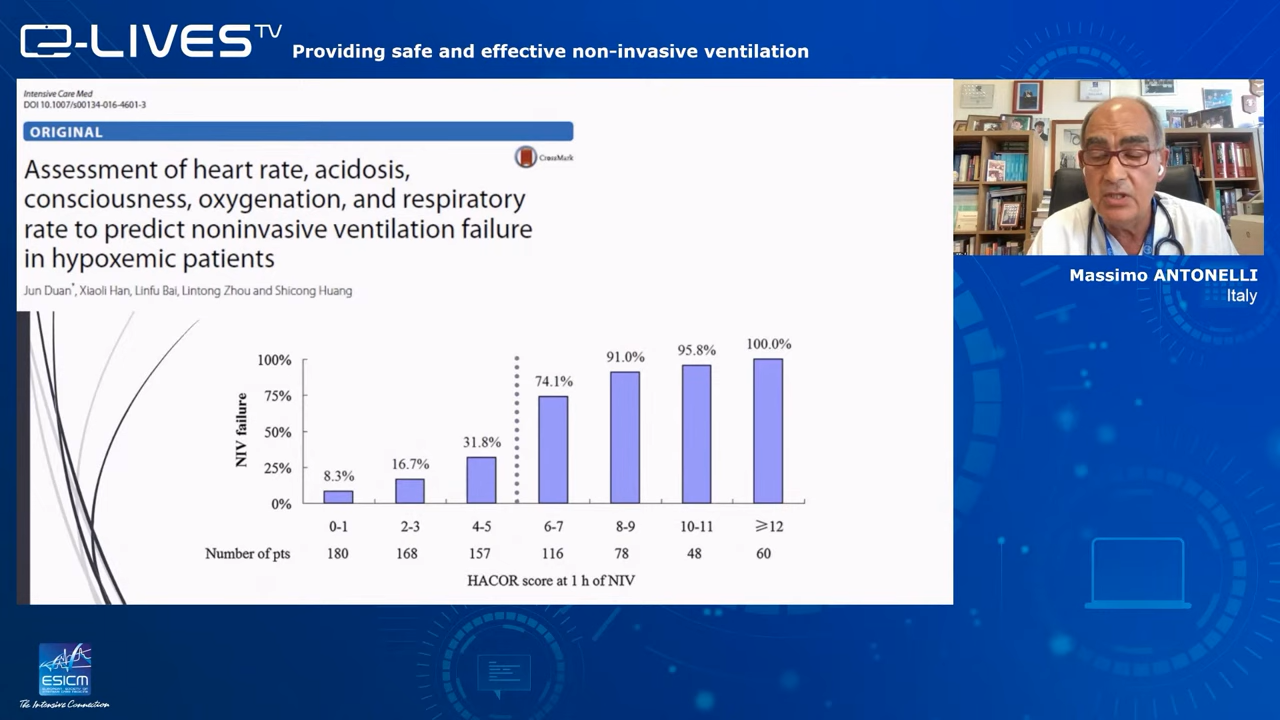 e-LIVES TV
Providing safe and effective non-invasive ventilation
Intensive Care Med
DOI 10.1007/s00134-016-4601-3
ORIGINAL
CrossMark
Assessment of heart rate, acidosis,
consciousness, oxygenation, and respiratory
rate to predict noninvasive ventilation failure
in hypoxemic patients
Jun Duan*, Xiaoli Han, Linfu Bai, Lintong Zhou and Shicong Huang
Massimo ANTONELLI
Italy
NIV failure
100%
75%
50%
25%
0%
8.3%
16.7%
31.8%
74.1%
91.0%
95.8%
100.0%
0-1 2-3 4-5 6-7 8-9 10-11 ⩾12
Number of pts 180 168 157 116 78 48 60
HACOR score at 1 h of NIV
ESICM
The Intensive Connection